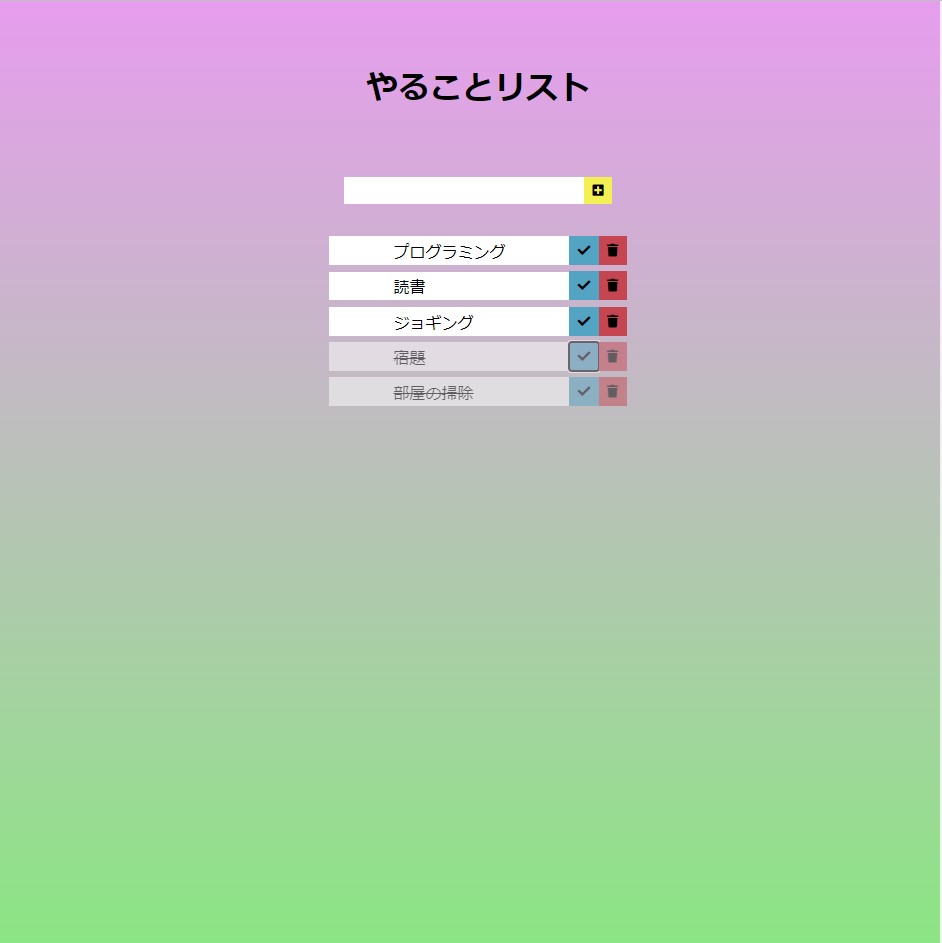 やることリスト
プログラミング
読書
ジョギング
宿題
部屋の掃除